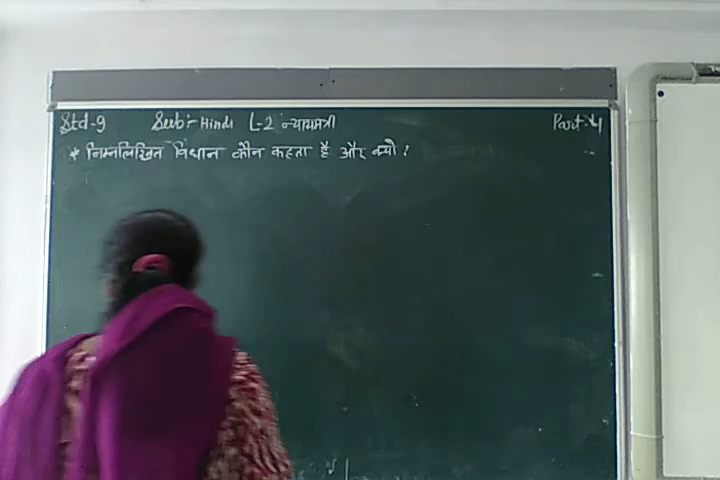 Std-9 Sub:- Hindi L-2 न्यायमंत्री Part-4
* निम्नलिखित विधान कौन कहता है और क्यों ?